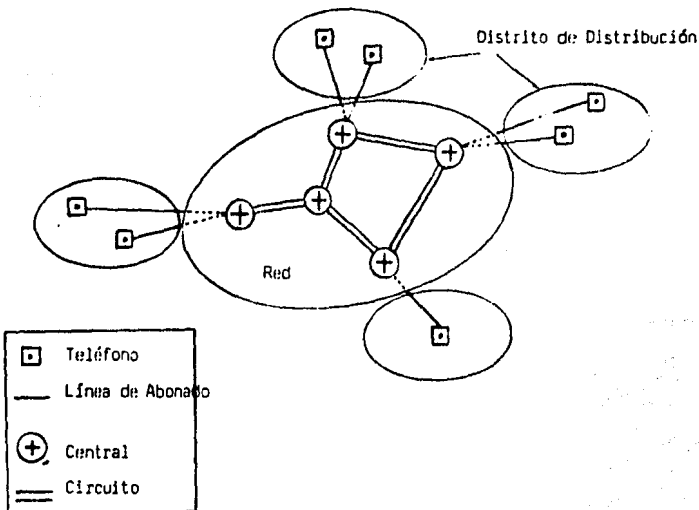 Distrito de Distribución
Red
Teléfono
Línea de Abonado
Central
Circuito